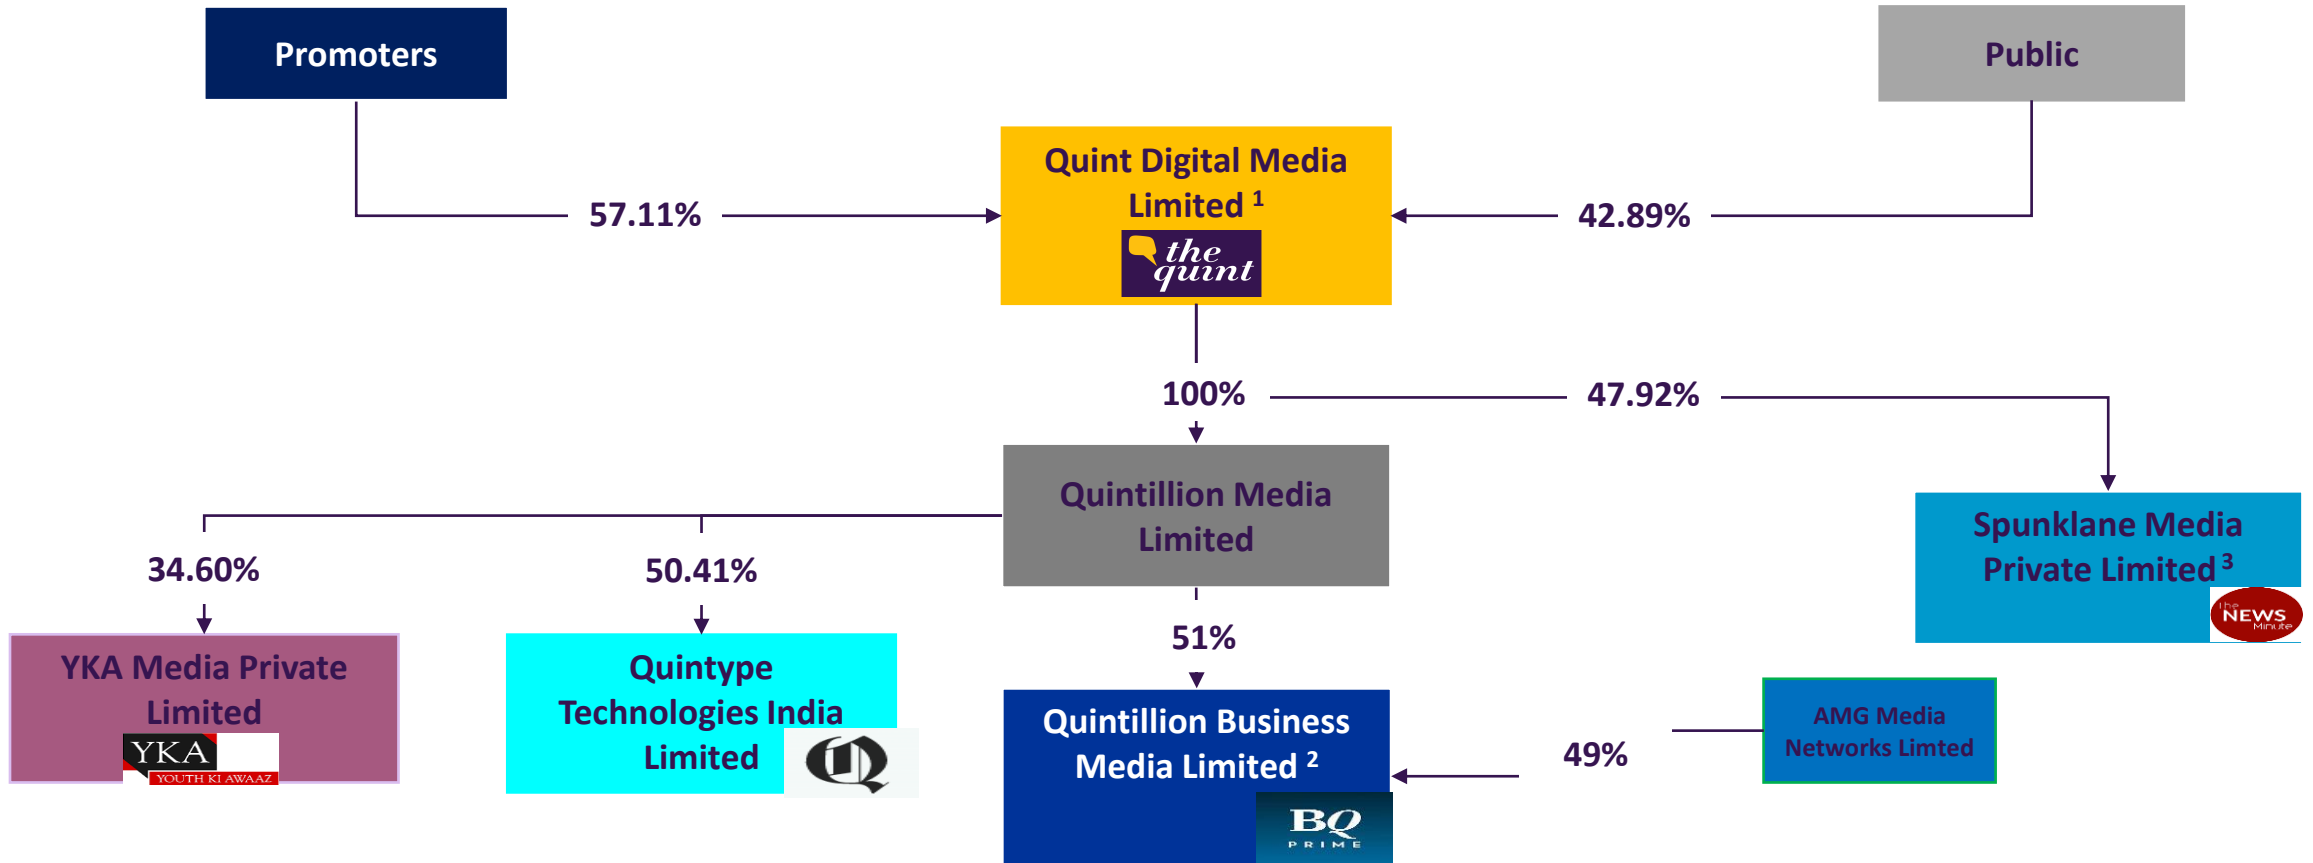 Promoters
Public
Quint Digital Media
Limited 1
the
quint
57.11%
42.89%
100%
47.92%
Quintillion Media
Limited
Spunklane Media
Private Limited 3
The
NEWS
Minute
34.60%
50.41%
51%
YKA Media Private
Limited
YKA
YOUTH KI AWAAZ
Quintype
Technologies India
Limited
Q
Quintillion Business
Media Limited 2
BQ
PRIME
49%
AMG Media
Networks Limted